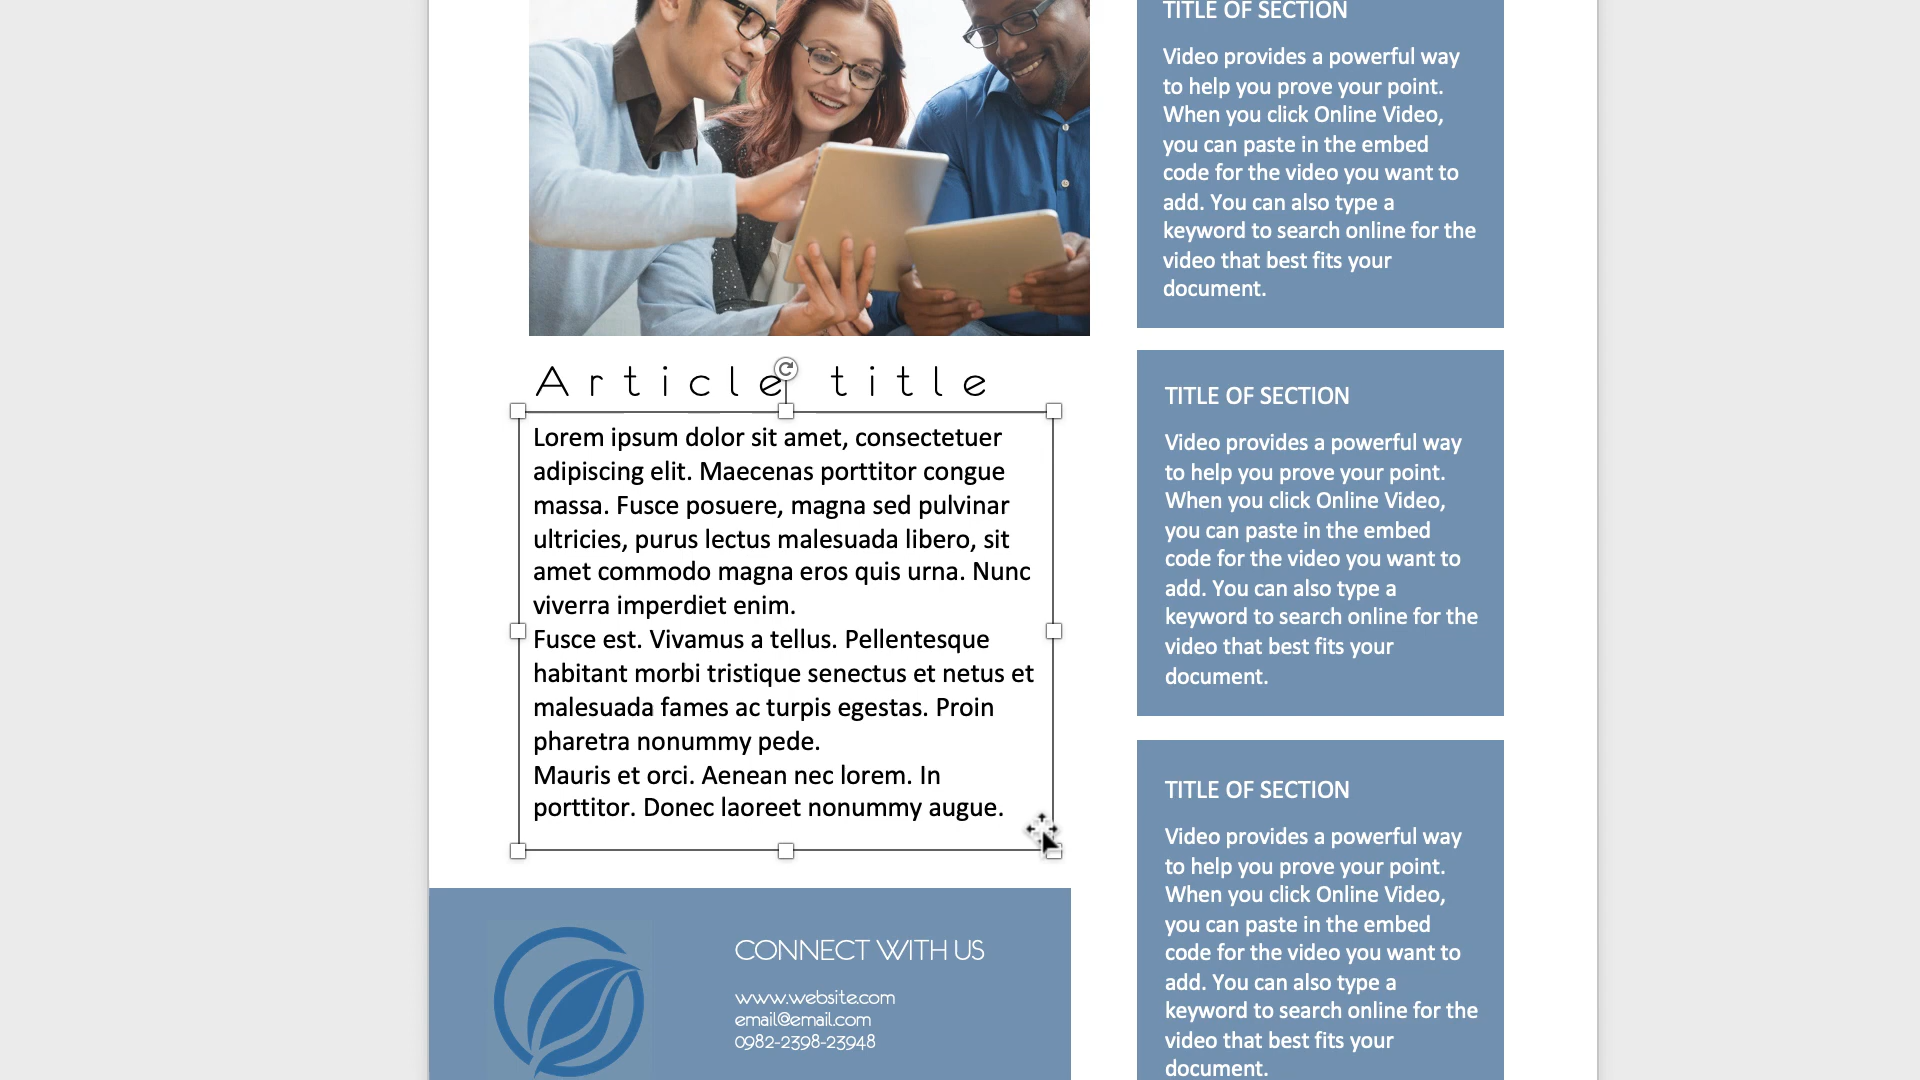 Article title
Lorem ipsum dolor sit amet, consectetuer
adipiscing elit. Maecenas porttitor congue
massa. Fusce posuere, magna sed pulvinar
ultricies, purus lectus malesuada libero, sit
amet commodo magna eros quis urna. Nunc
viverra imperdiet enim.
Fusce est. Vivamus a tellus. Pellentesque
habitant morbi tristique senectus et netus et
malesuada fames ac turpis egestas. Proin
pharetra nonummy pede.
Mauris et orci. Aenean nec lorem. In
porttitor. Donec laoreet nonummy augue.
CONNECT WITH US
www.website.com
email@email.com
0982-2398-23948
TITLE OF SECTION
Video provides a powerful way
to help you prove your point.
When you click Online Video,
you can paste in the embed
code for the video you want to
add. You can also type a
keyword to search online for the
video that best fits your
document.
TITLE OF SECTION
Video provides a powerful way
to help you prove your point.
When you click Online Video,
you can paste in the embed
code for the video you want to
add. You can also type a
keyword to search online for the
video that best fits your
document.
TITLE OF SECTION
Video provides a powerful way
to help you prove your point.
When you click Online Video,
you can paste in the embed
code for the video you want to
add. You can also type a
keyword to search online for the
video that best fits your
document.